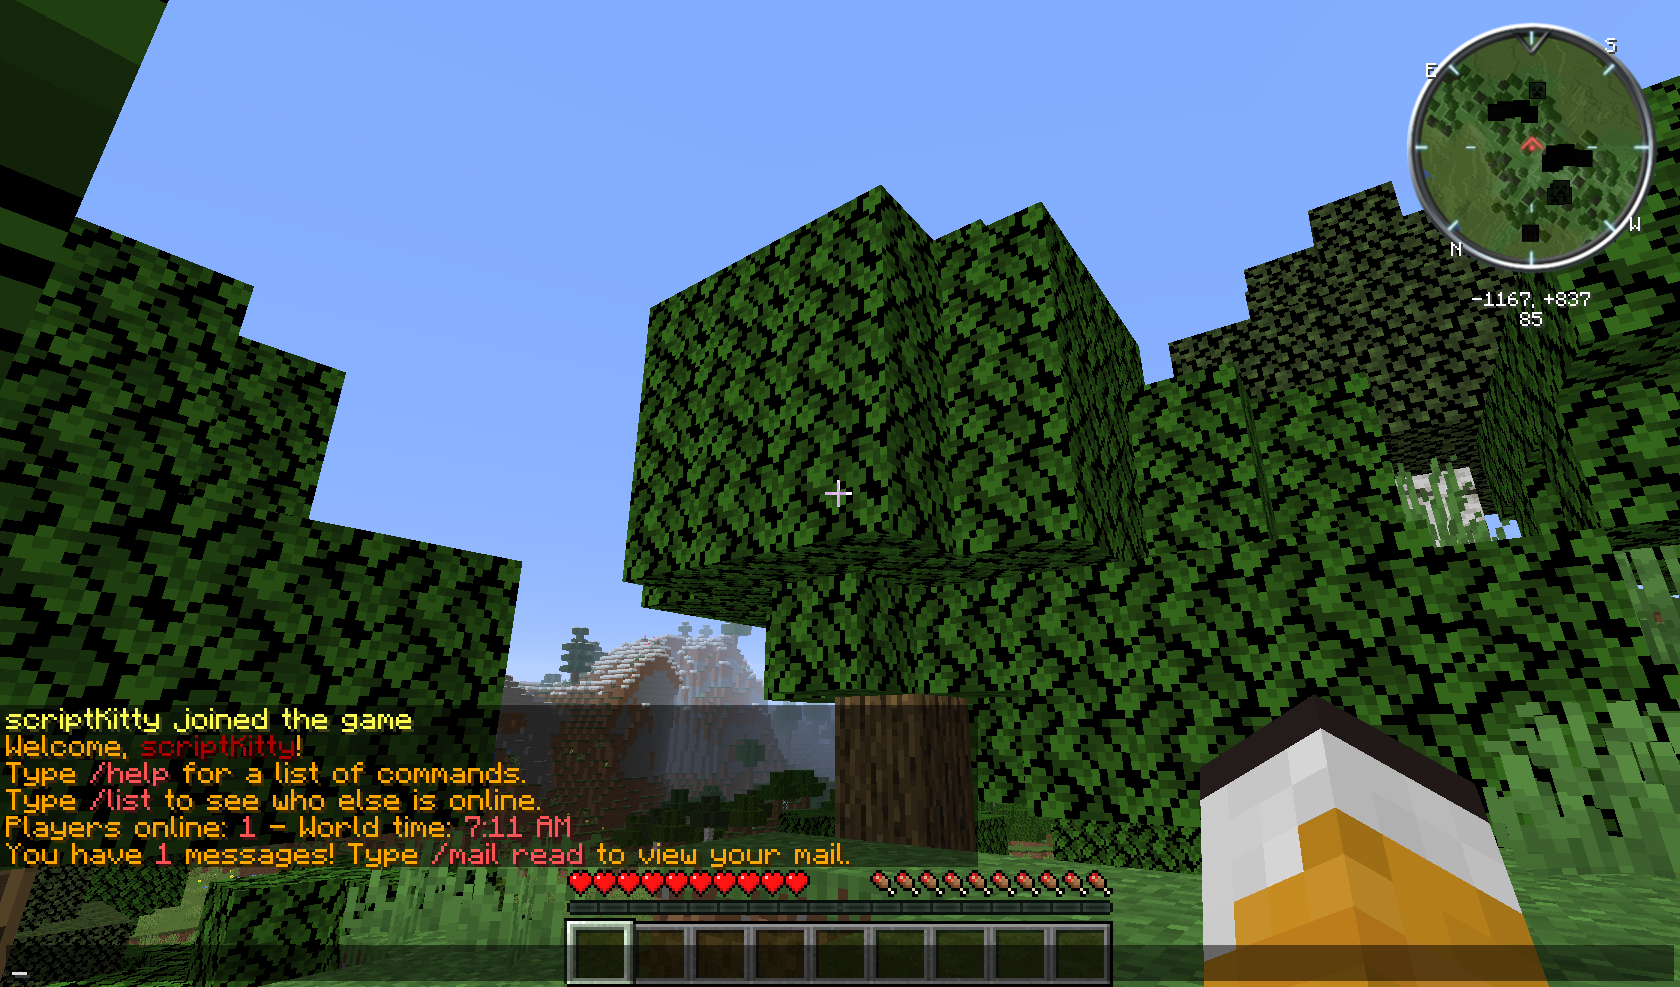 S
E
W
N
-1167, +837
85
scriptKitty joined the game
Welcome, scriptKitty!
Type /help for a list of commands.
Type /list to see who else is online.
Players online: 1 - World time: 7:11 AM
You have 1 messages! Type /mail read to view your mail.
_